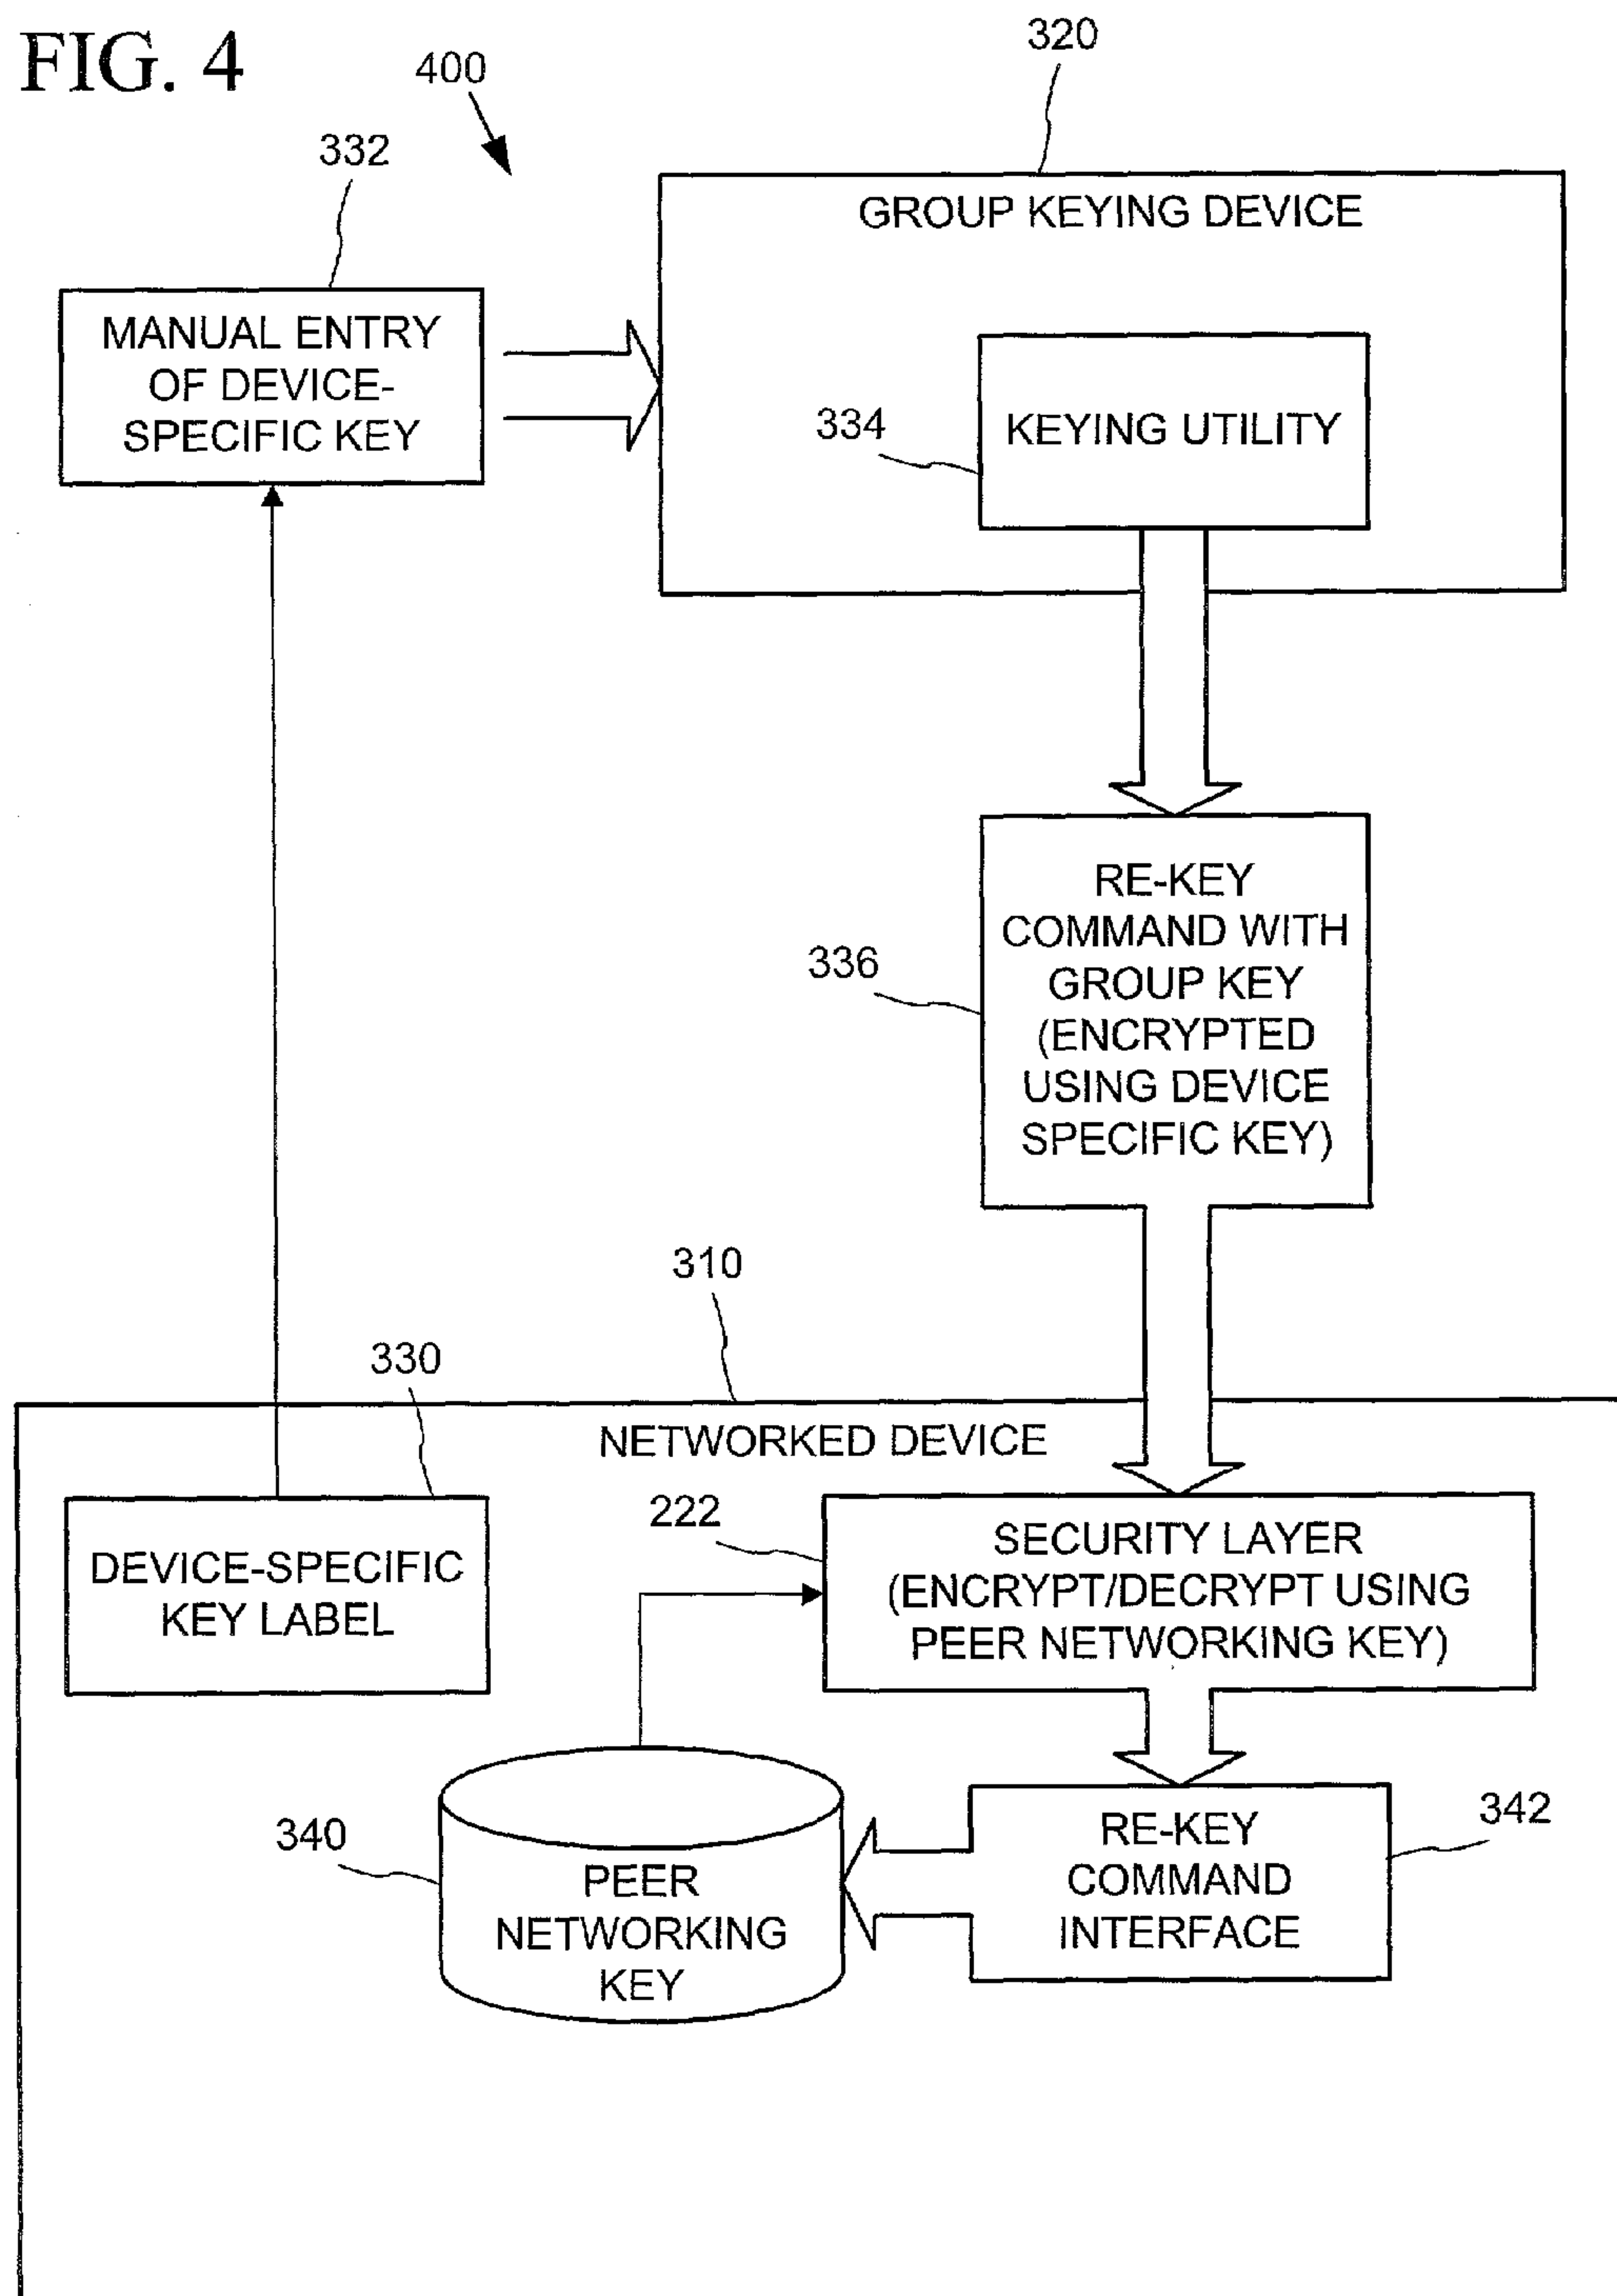 FIG. 4
400
320
332
GROUP KEYING DEVICE
MANUAL ENTRY
OF DEVICE-
SPECIFIC KEY
334
KEYING UTILITY
RE-KEY
COMMAND WITH
GROUP KEY
(ENCRYPTED
USING DEVICE
SPECIFIC KEY)
336
310
330
NETWORKED DEVICE
DEVICE-SPECIFIC
KEY LABEL
222
SECURITY LAYER
(ENCRYPT/DECRYPT USING
PEER NETWORKING KEY)
340
PEER
NETWORKING
KEY
RE-KEY
COMMAND
INTERFACE
342